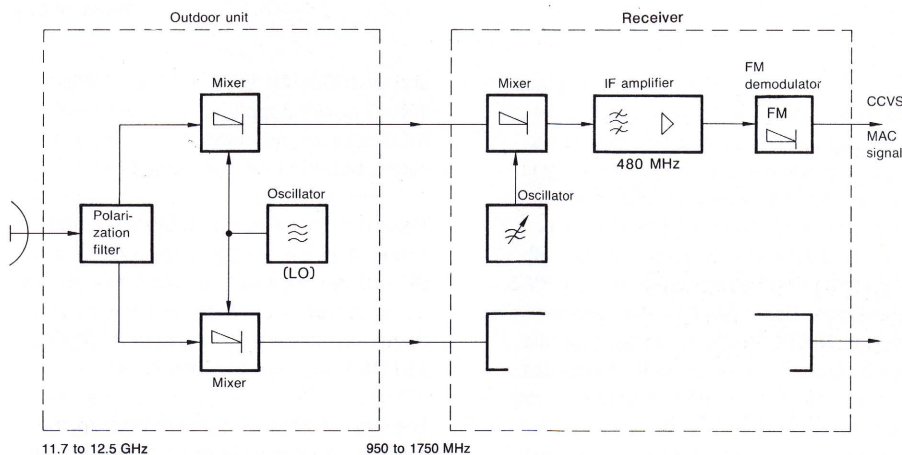 Outdoor unit
Receiver
Mixer
Mixer
IF amplifier
FM
demodulator
FM
CCVS
MAC
signal
480 MHz
Oscillator
Oscillator
Polari-
zation
filter
(LO)
Mixer
11.7 to 12.5 GHz
950 to 1750 MHz